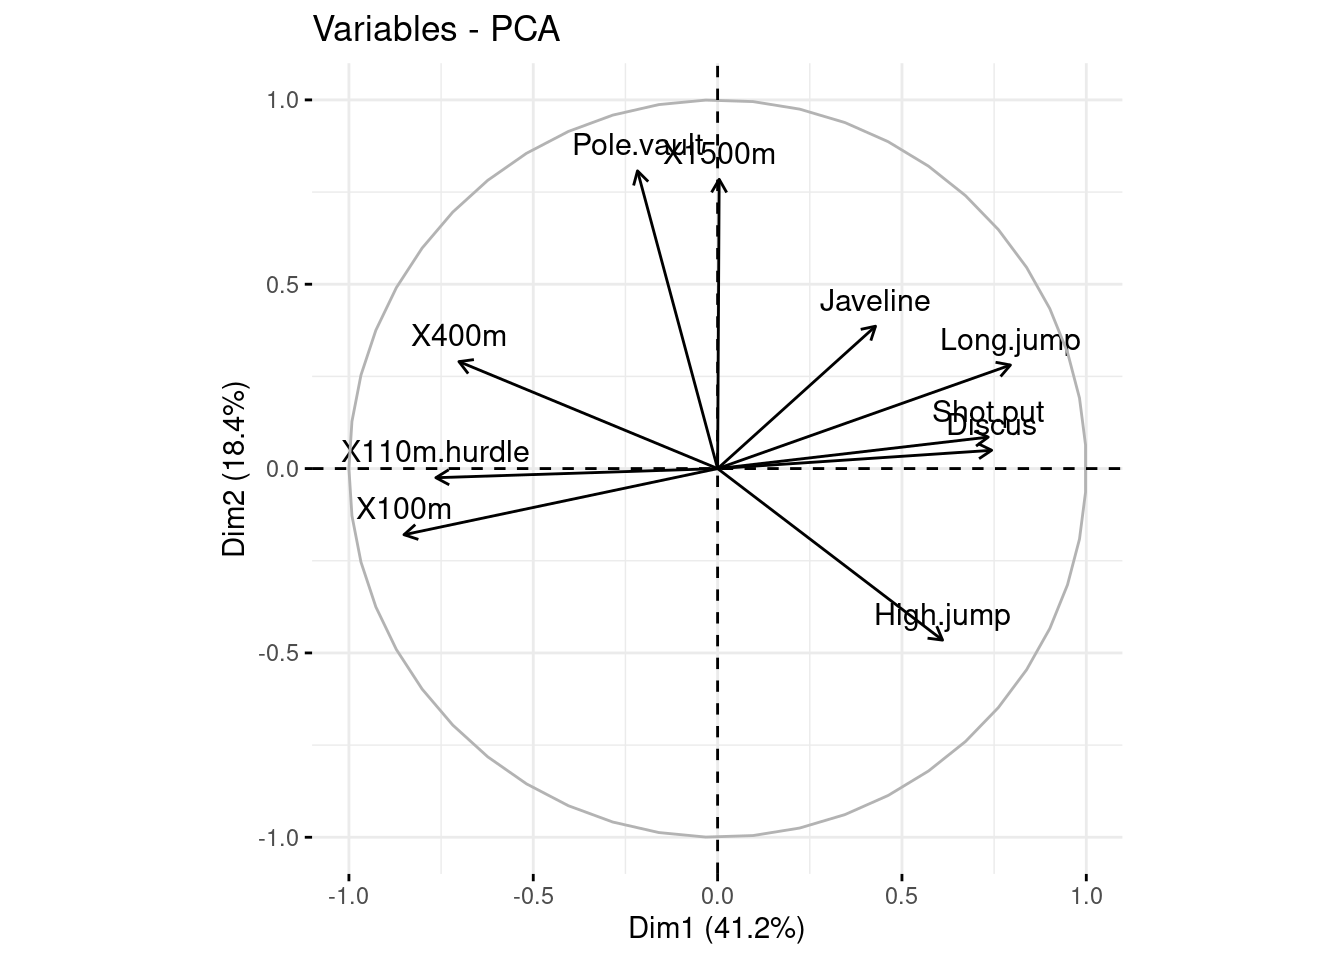 Variables - PCA
1.0
Pole.vault
X1500m
0.5
Javeline
X400m
Long.jump
Shot.put
Discus
X110m.hurdle
0.0
X100m
High.jump
-0.5
-1.0
Dim2 (18.4%)
-1.0 -0.5 0.0 0.5 1.0
Dim1 (41.2%)